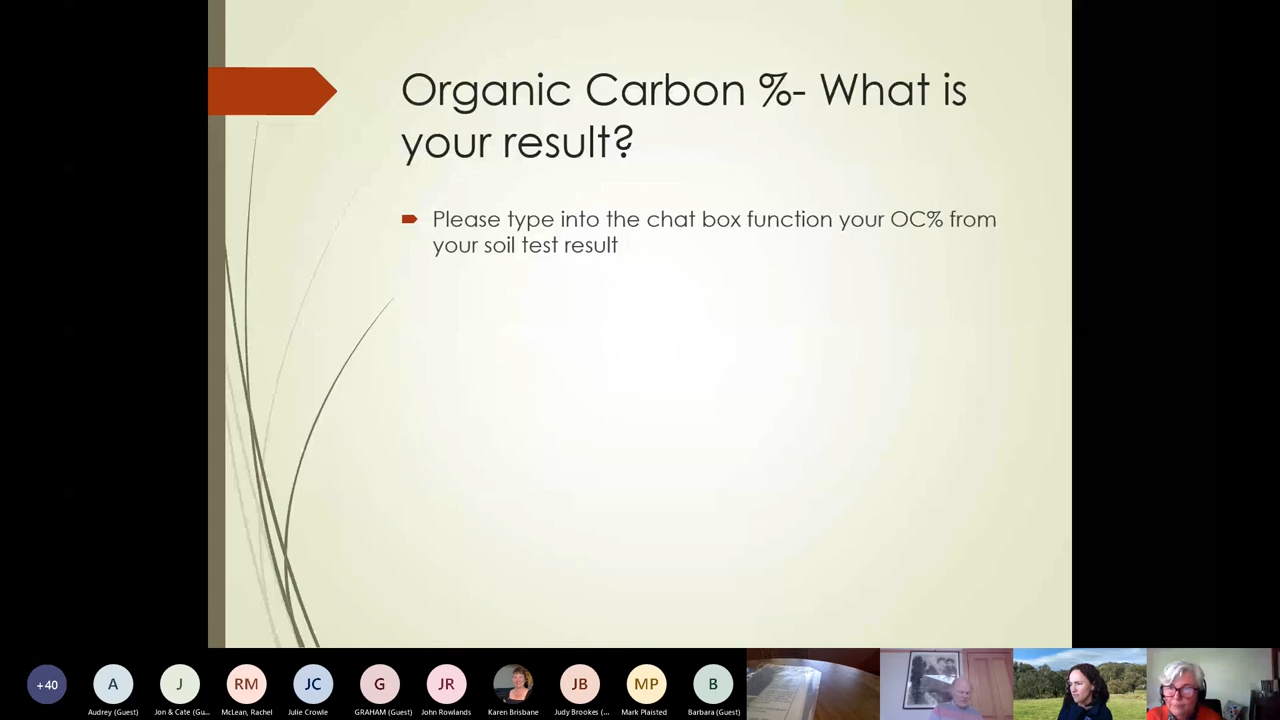 Organic Carbon %- What is
your result?
Please type into the chat box function your OC% from
your soil test result
+40
A
J
RM
JC
G
JR
JB
MP
B
Audrey (Guest)
Jon & Cate (Gu...
McLean, Rachel
Julie Crowle
GRAHAM (Guest)
John Rowlands
Karen Brisbane
Judy Brookes (...
Mark Plaisted
Barbara (Guest)